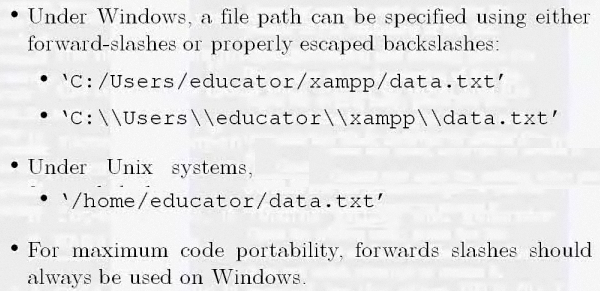 • Under Windows, a file path can be specified using either
forward-slashes or properly escaped backslashes:
• ‘C:/Users/educator/xampp/data.txt’
• ‘C:\\Users\\educator\\xampp\\data.txt’
• Under Unix systems,
• ‘/home/educator/data.txt’
• For maximum code portability, forwards slashes should
always be used on Windows.